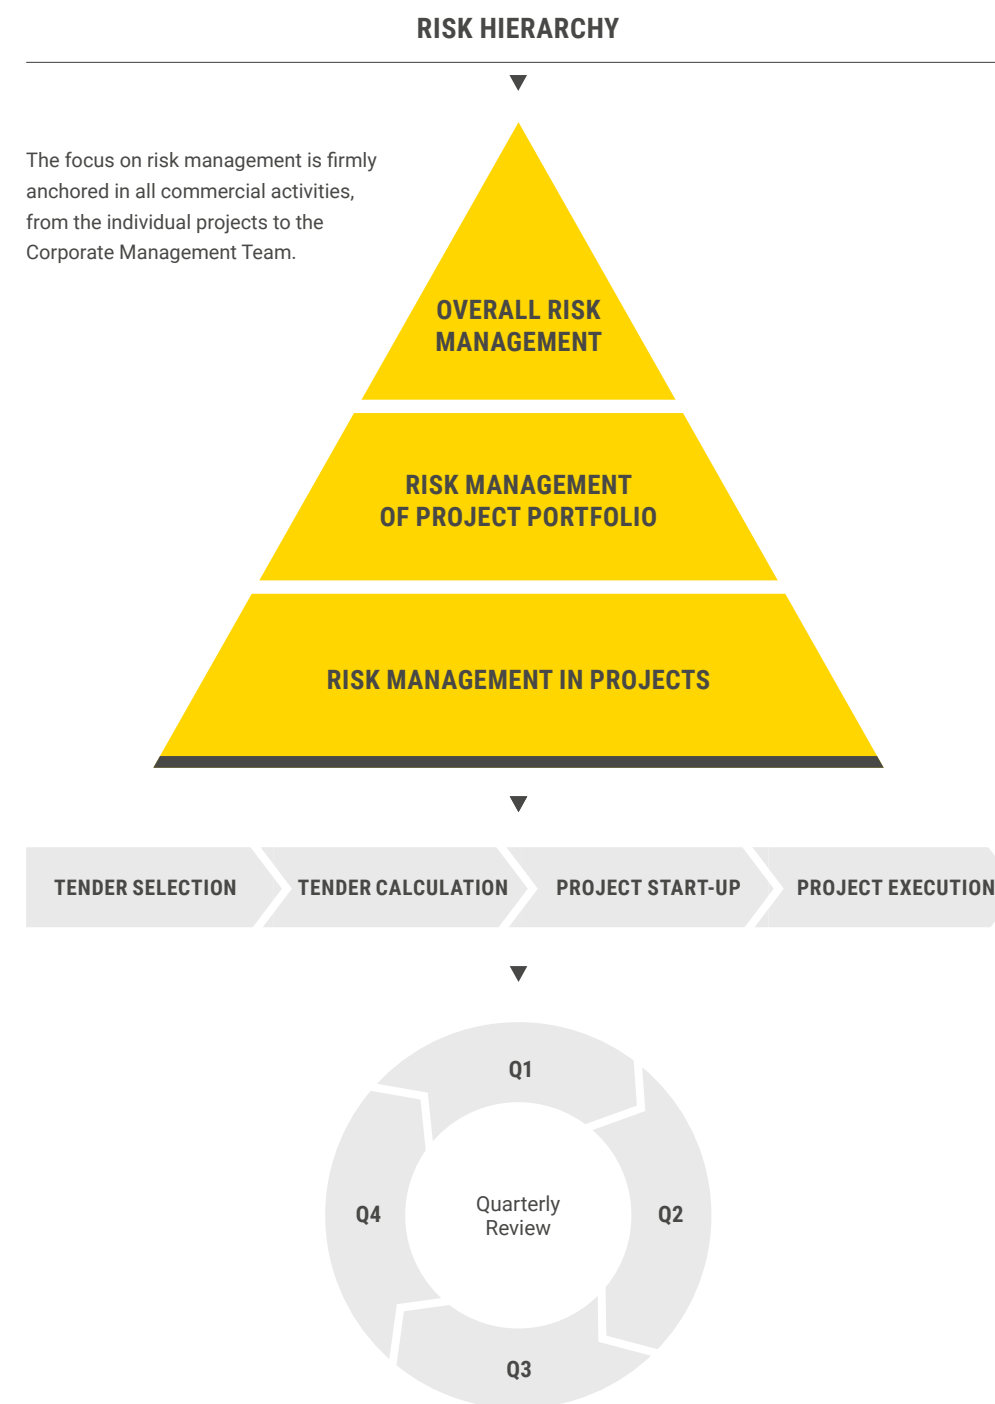 RISK HIERARCHY
The focus on risk management is firmly
anchored in all commercial activities,
from the individual projects to the
Corporate Management Team.
OVERALL RISK
MANAGEMENT
RISK MANAGEMENT
OF PROJECT PORTFOLIO
RISK MANAGEMENT IN PROJECTS
TENDER SELECTION
TENDER CALCULATION
PROJECT START-UP
PROJECT EXECUTION
Q1
Q4
Quarterly
Review
Q2
Q3